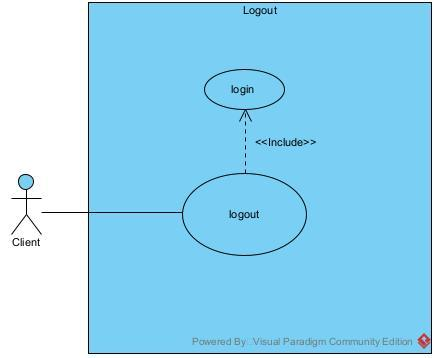 Logout
login
<<Include>>
logout
Client
Powered By Visual Paradigm Community Edition